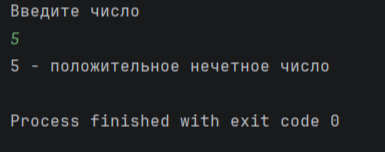 Введите число
5
5 - положительное нечетное число
Process finished with exit code 0